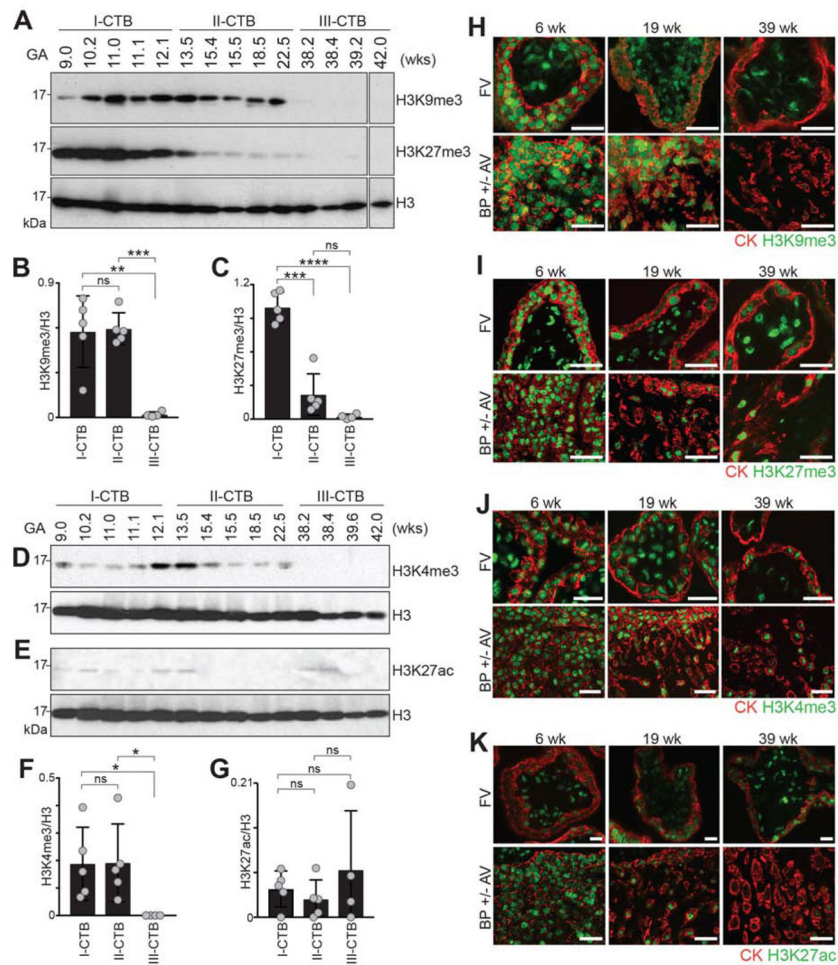 A
I-CTB II-CTB III-CTB
GA 9.0 10.2 11.0 11.1 12.1 13.5 15.4 15.5 18.5 22.5 38.2 38.4 39.2 42.0 (wks)
17 H3K9me3
17 H3K27me3
17 H3
kDa
B
***
**
ns
0.9
H3K9me3/H3
0
I-CTB II-CTB III-CTB
C
ns
****
***
1.2
H3K27me3/H3
0
I-CTB II-CTB III-CTB
I-CTB II-CTB III-CTB
GA 9.0 10.2 11.0 11.1 12.1 13.5 15.4 15.5 18.5 22.5 38.2 38.4 39.6 42.0 (wks)
D
17 H3K4me3
17 H3
E
17 H3K27ac
17 H3
kDa
F
*
*
ns
0.5
H3K4me3/H3
0
I-CTB II-CTB III-CTB
G
ns
ns
ns
0.21
H3K27ac/H3
0
I-CTB II-CTB III-CTB
H
6 wk 19 wk 39 wk
FV
BP +/- AV
CK H3K9me3
I
6 wk 19 wk 39 wk
FV
BP +/- AV
CK H3K27me3
J
6 wk 19 wk 39 wk
FV
BP +/- AV
CK H3K4me3
K
6 wk 19 wk 39 wk
FV
BP +/- AV
CK H3K27ac